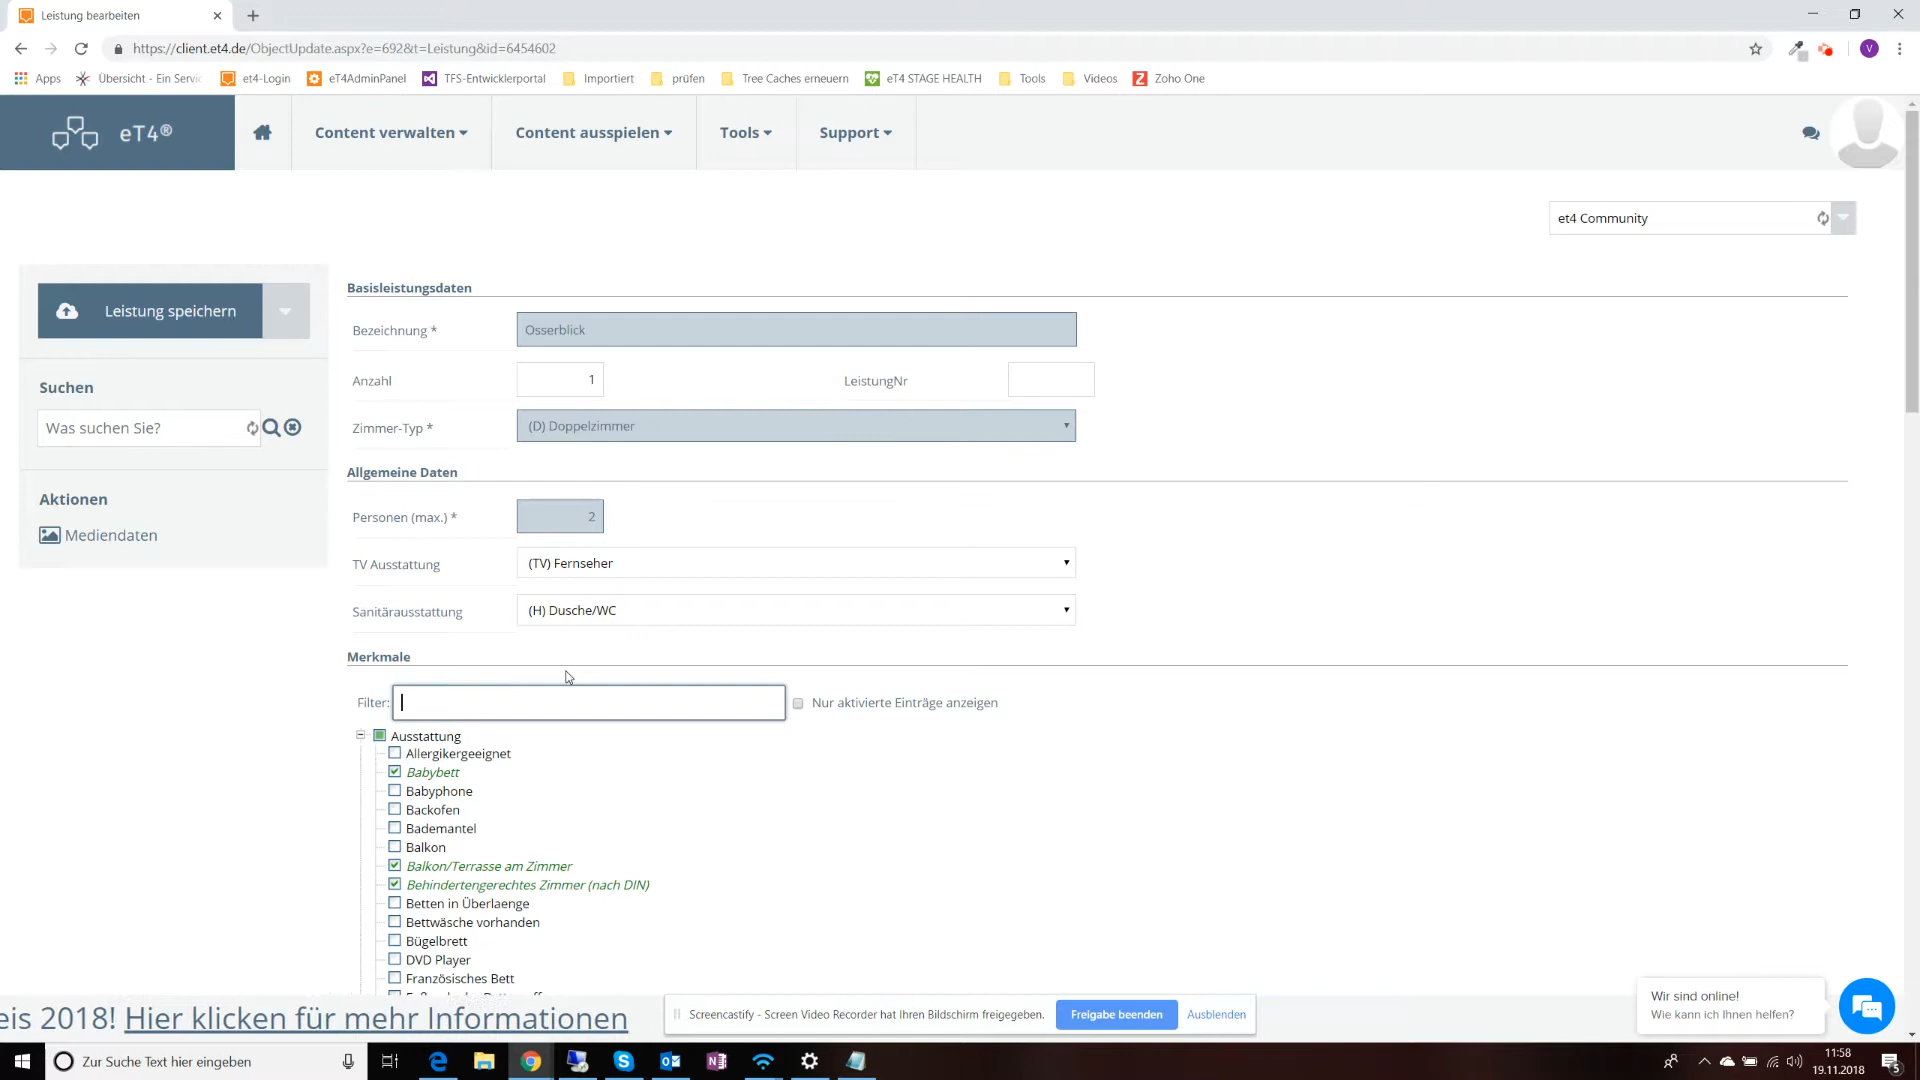 Leistung bearbeiten
https://client.et4.de/ObjectUpdate.aspx?e=692&t=Leistung&id=6454602
V
Apps Übersicht - Ein Servic et4-Login eT4AdminPanel TFS-Entwicklerportal Importiert prüfen Tree Caches erneuern eT4 STAGE HEALTH Tools Videos Zoho One
eT4® Content verwalten Content ausspielen Tools Support
et4 Community
Leistung speichern
Suchen
Was suchen Sie?
Aktionen
Mediendaten
Basisleistungsdaten
Bezeichnung * Osserblick
Anzahl 1 LeistungNr
Zimmer-Typ * (D) Doppelzimmer
Allgemeine Daten
Personen (max.) * 2
TV Ausstattung (TV) Fernseher
Sanitärausstattung (H) Dusche/WC
Merkmale
Filter: Nur aktivierte Einträge anzeigen
Ausstattung
Allergikergeeignet
Babybett
Babyphone
Backofen
Bademantel
Balkon
Balkon/Terrasse am Zimmer
Behindertengerechtes Zimmer (nach DIN)
Betten in Überlaenge
Bettwäsche vorhanden
Bügelbrett
DVD Player
Französisches Bett
Wir sind online!
Wie kann ich Ihnen helfen?
eis 2018! Hier klicken für mehr Informationen
Screencastify - Screen Video Recorder hat Ihren Bildschirm freigegeben. Freigabe beenden Ausblenden
Zur Suche Text hier eingeben
11:58
19.11.2018
5